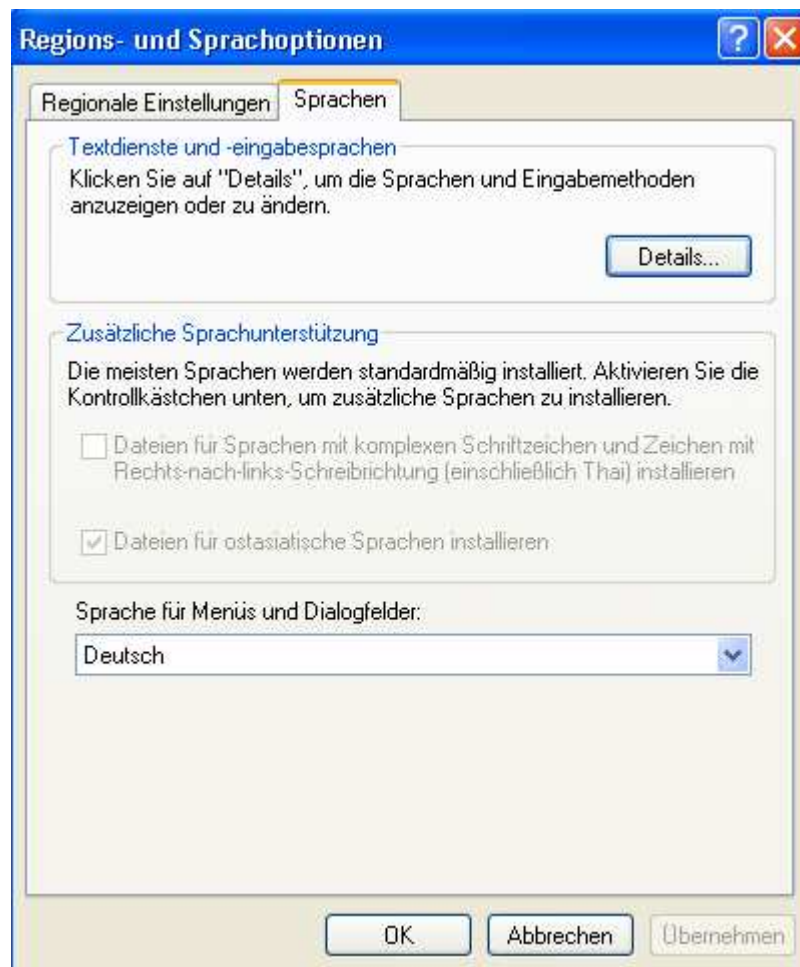 Regions- und Sprachoptionen
Regionale Einstellungen Sprachen
Textdienste und -eingabesprachen
Klicken Sie auf "Details", um die Sprachen und Eingabemethoden
anzuzeigen oder zu ändern.
Details...
Zusätzliche Sprachunterstützung
Die meisten Sprachen werden standardmäßig installiert. Aktivieren Sie die
Kontrollkästchen unten, um zusätzliche Sprachen zu installieren.
Dateien für Sprachen mit komplexen Schriftzeichen und Zeichen mit
Rechts-nach-links-Schreibrichtung (einschließlich Thai) installieren
Dateien für ostasiatische Sprachen installieren
Sprache für Menüs und Dialogfelder:
Deutsch
OK Abbrechen Übernehmen